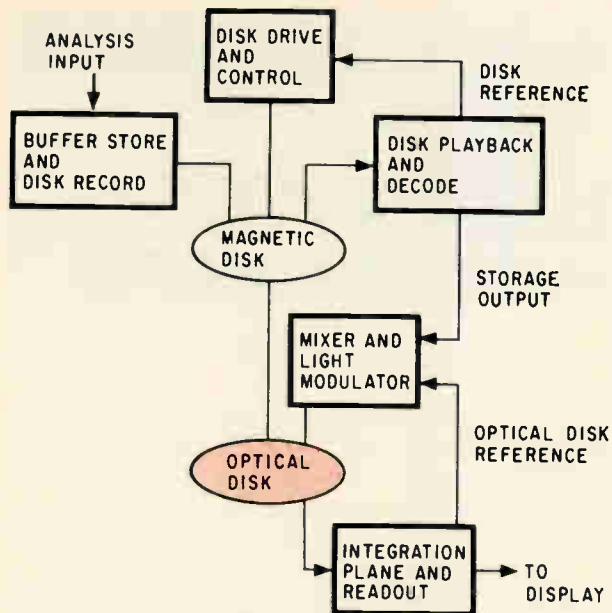 ANALYSIS
INPUT
DISK DRIVE
AND
CONTROL
DISK
REFERENCE
BUFFER STORE
AND
DISK RECORD
DISK PLAYBACK
AND
DECODE
MAGNETIC
DISK
STORAGE
OUTPUT
MIXER AND
LIGHT
MODULATOR
OPTICAL DISK
REFERENCE
OPTICAL
DISK
INTEGRATION
PLANE AND
READOUT
TO
DISPLAY